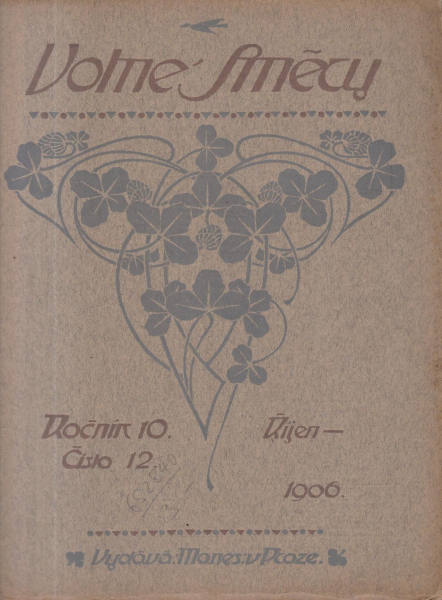 Volné Směry
Ročník 10.
Číslo 12
Říjen —
1906.
Vydává: Manes: v Praze.